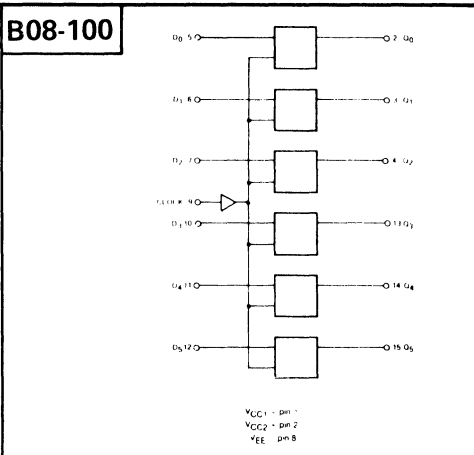 B08-100
D0 5 2 Q0
D1 6 3 Q1
D2 7 4 Q2
CLOCK 9
D3 10 13 Q3
D4 11 14 Q4
D5 12 15 Q5
VCC1 - pin
VCC2 - pin 2
VEE pin 8